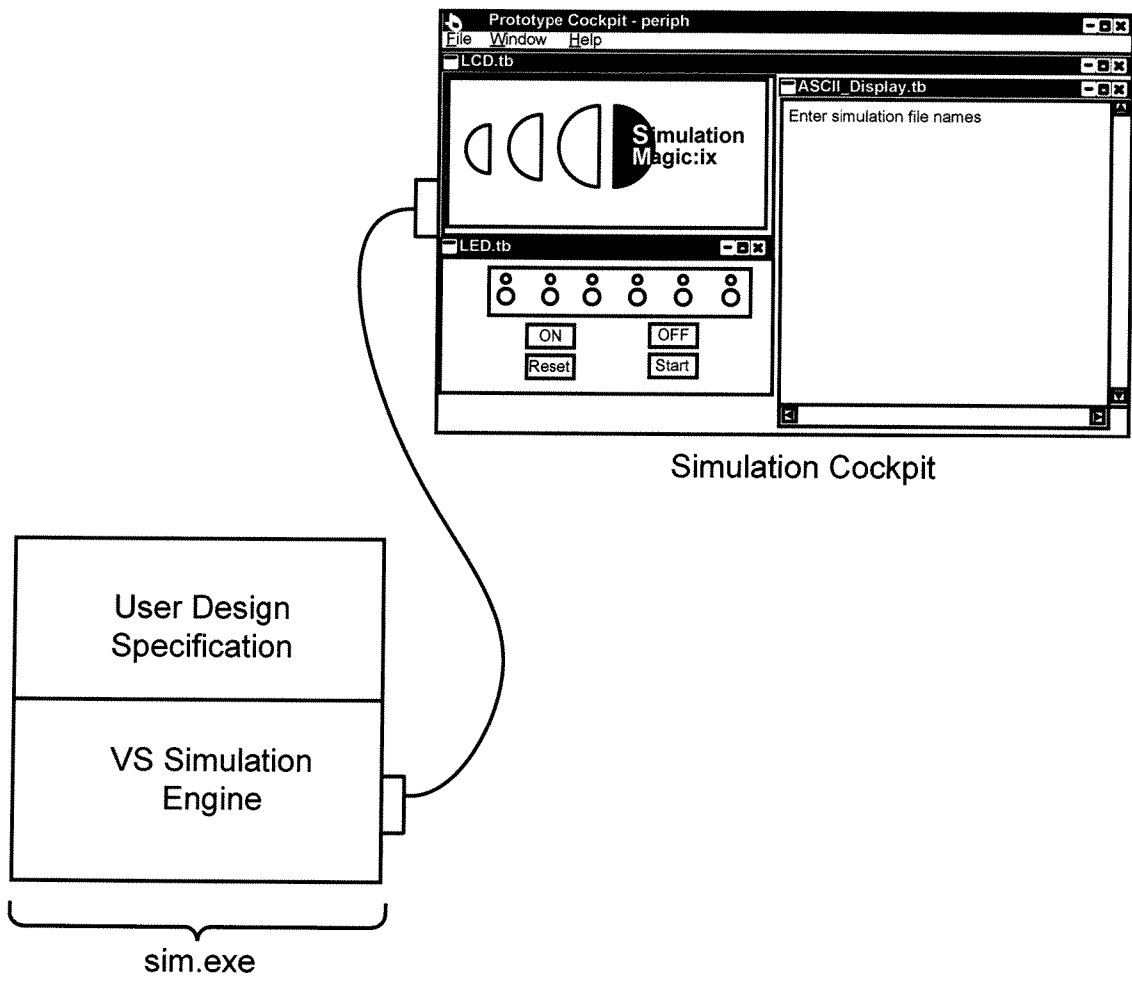 Prototype Cockpit - periph
File Window Help
LCD.tb
Simulation
Magic:ix
ASCII_Display.tb
Enter simulation file names
LED.tb
ON OFF
Reset Start
Simulation Cockpit
User Design
Specification
VS Simulation
Engine
sim.exe